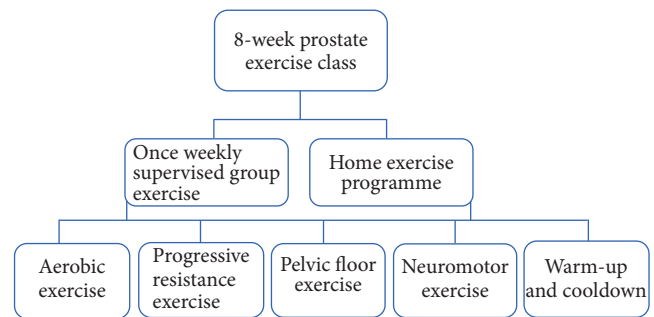 8-week prostate
exercise class
Once weekly
supervised group
exercise
Home exercise
programme
Aerobic
exercise
Progressive
resistance
exercise
Pelvic floor
exercise
Neuromotor
exercise
Warm-up
and cooldown